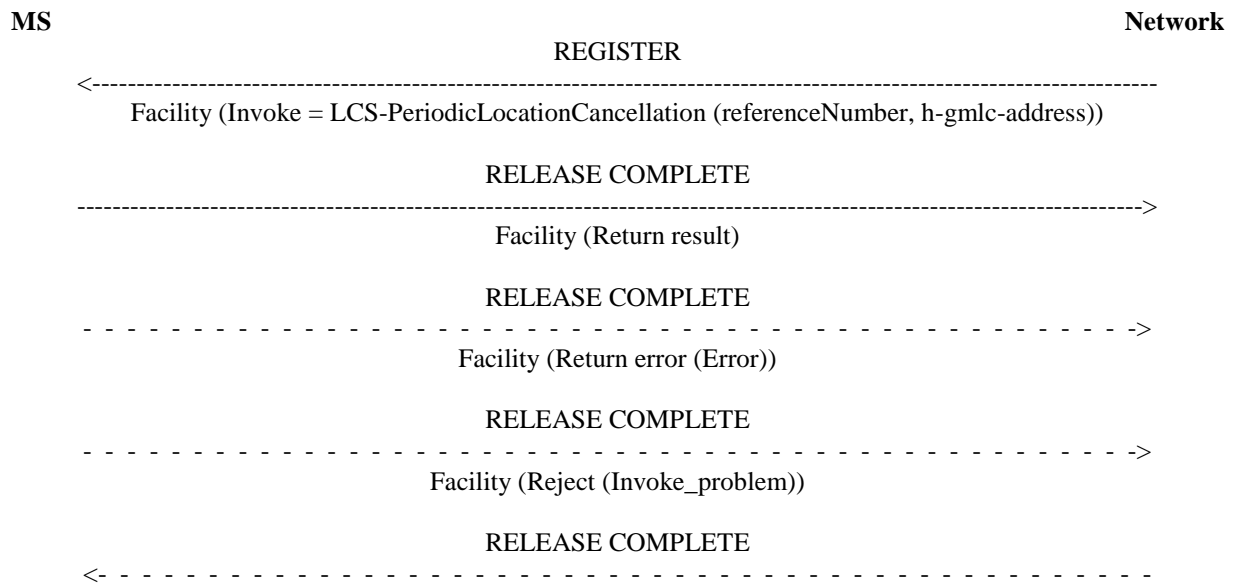 MS Network
REGISTER
<------------------------------------------------------------------------------------------------------------------------
Facility (Invoke = LCS-PeriodicLocationCancellation (referenceNumber, h-gmlc-address))
RELEASE COMPLETE
------------------------------------------------------------------------------------------------------------------------>
Facility (Return result)
RELEASE COMPLETE
- - - - - - - - - - - - - - - - - - - - - - - - - - - - - - - - - - - - - - - - - - - - - - - - ->
Facility (Return error (Error))
RELEASE COMPLETE
- - - - - - - - - - - - - - - - - - - - - - - - - - - - - - - - - - - - - - - - - - - - - - - - ->
Facility (Reject (Invoke_problem))
RELEASE COMPLETE
<- - - - - - - - - - - - - - - - - - - - - - - - - - - - - - - - - - - - - - - - - - - - - - - - -